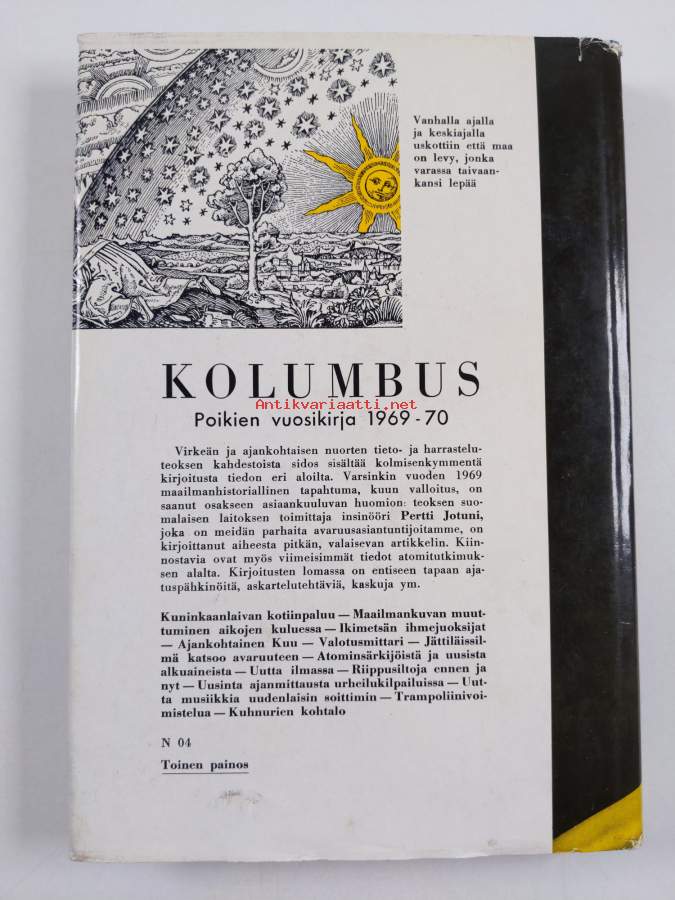 Vanhalla ajalla
ja keskiajalla
uskottiin että maa
on levy, jonka
varassa taivaan-
kansi lepää
KOLUMBUS
Antikvariaatti.net
Poikien vuosikirja 1969-70
Virkeän ja ajankohtaisen nuorten tieto- ja harrastelu-
teoksen kahdestoista sidos sisältää kolmisenkymmentä
kirjoitusta tiedon eri aloilta. Varsinkin vuoden 1969
maailmanhistoriallinen tapahtuma, kuun valloitus, on
saanut osakseen asiaankuuluvan huomion: teoksen suo-
malaisen laitoksen toimittaja insinööri Pertti Jotuni,
joka on meidän parhaita avaruusasiantuntijoitamme, on
kirjoittanut aiheesta pitkän, valaisevan artikkelin. Kiin-
nostavia ovat myös viimeisimmät tiedot atomitutkimuk-
sen alalta. Kirjoitusten lomassa on entiseen tapaan aja-
tuspähkinöitä, askartelutehtäviä, kaskuja ym.
Kuninkaanlaivan kotiinpaluu — Maailmankuvan muut-
tuminen aikojen kuluessa — Ikimetsän ihmejuoksijat
— Ajankohtainen Kuu — Valotusmittari — Jättiläissil-
mä katsoo avaruuteen — Atominsärkijöistä ja uusista
alkuaineista — Uutta ilmassa — Riippusiltoja ennen ja
nyt — Uusinta ajanmittausta urheilukilpailuissa — Uut-
ta musiikkia uudenlaisin soittimin — Trampoliinivoi-
mistelua — Kuhnurien kohtalo
N 04
Toinen painos